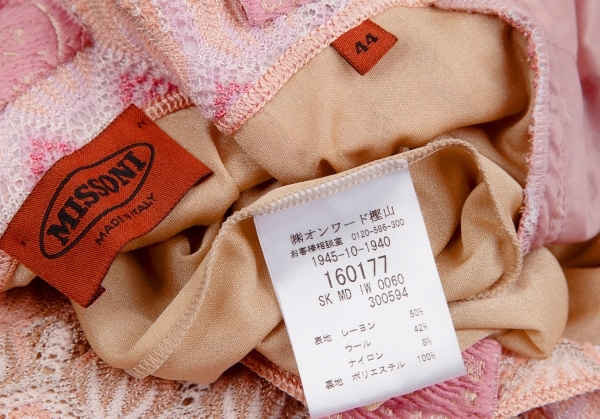 MISSONI
MADE IN ITALY
44
㈱オンワード樫山
お客様相談室 0120-586-300
1945-10-1940
160177
SK MD IW 0060
300594
表地 レーヨン 50%
ウール 42%
ナイロン 8%
裏地 ポリエステル 100%